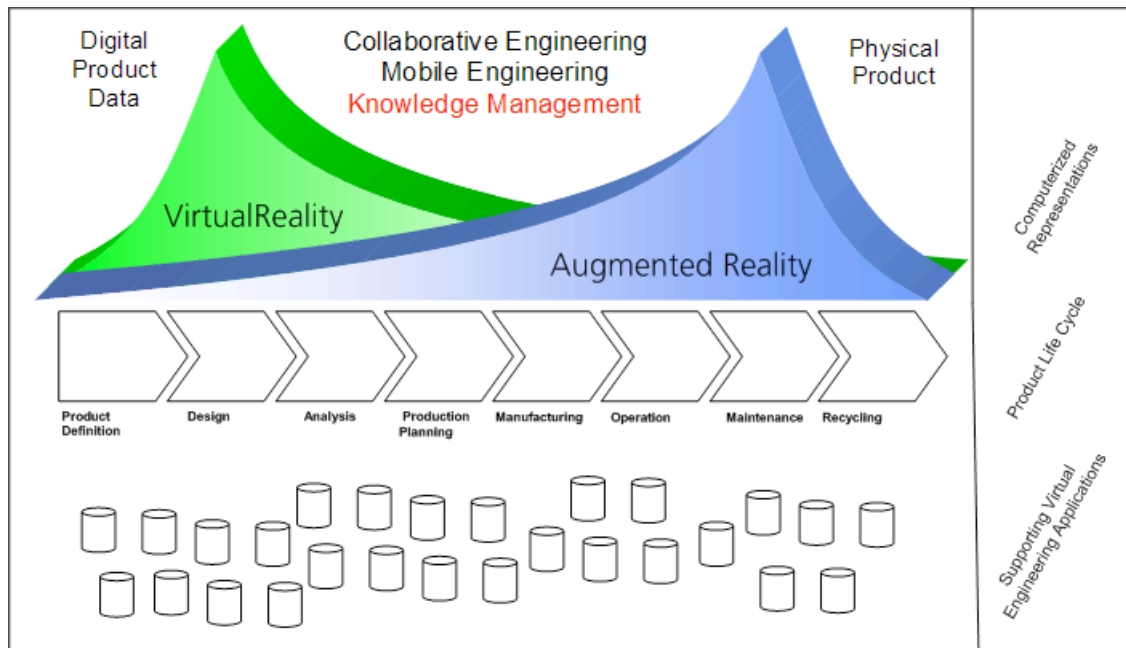 Digital
Product
Data
Collaborative Engineering
Mobile Engineering
Knowledge Management
Physical
Product
VirtualReality
Augmented Reality
Computerized
Representations
Product
Definition
Design
Analysis
Production
Planning
Manufacturing
Operation
Maintenance
Recycling
Product Life Cycle
Supporting Virtual
Engineering Applications